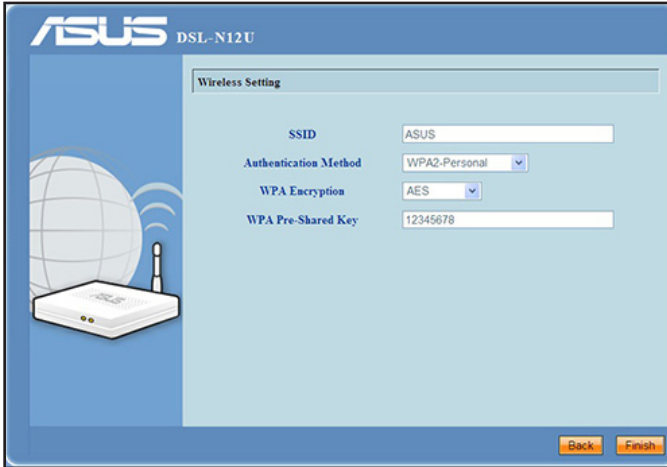 ASUS DSL-N12U
Wireless Setting
SSID ASUS
Authentication Method WPA2-Personal
WPA Encryption AES
WPA Pre-Shared Key 12345678
ASUS
Back Finish